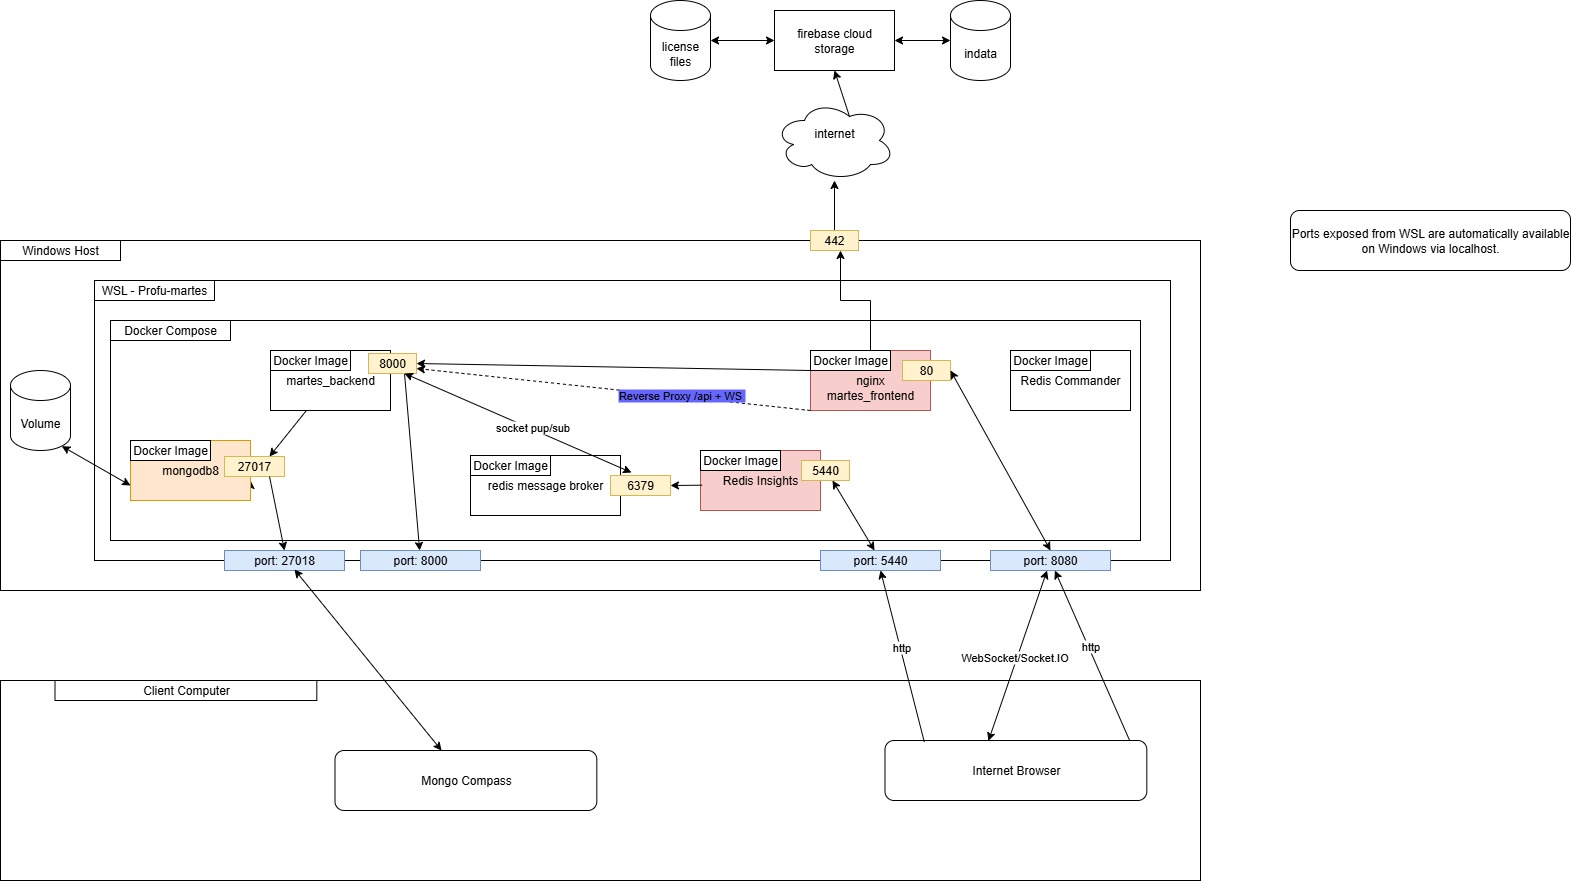 license
files
firebase cloud
storage
indata
internet
442
Windows Host
Ports exposed from WSL are automatically available
on Windows via localhost.
WSL - Profu-martes
Docker Compose
Docker Image
martes_backend
8000
Docker Image
nginx
martes_frontend
80
Docker Image
Redis Commander
Reverse Proxy /api + WS
Volume
socket pup/sub
Docker Image
mongodb8
27017
Docker Image
redis message broker
6379
Docker Image
Redis Insights
5440
port: 27018
port: 8000
port: 5440
port: 8080
http
WebSocket/Socket.IO
http
Client Computer
Mongo Compass
Internet Browser